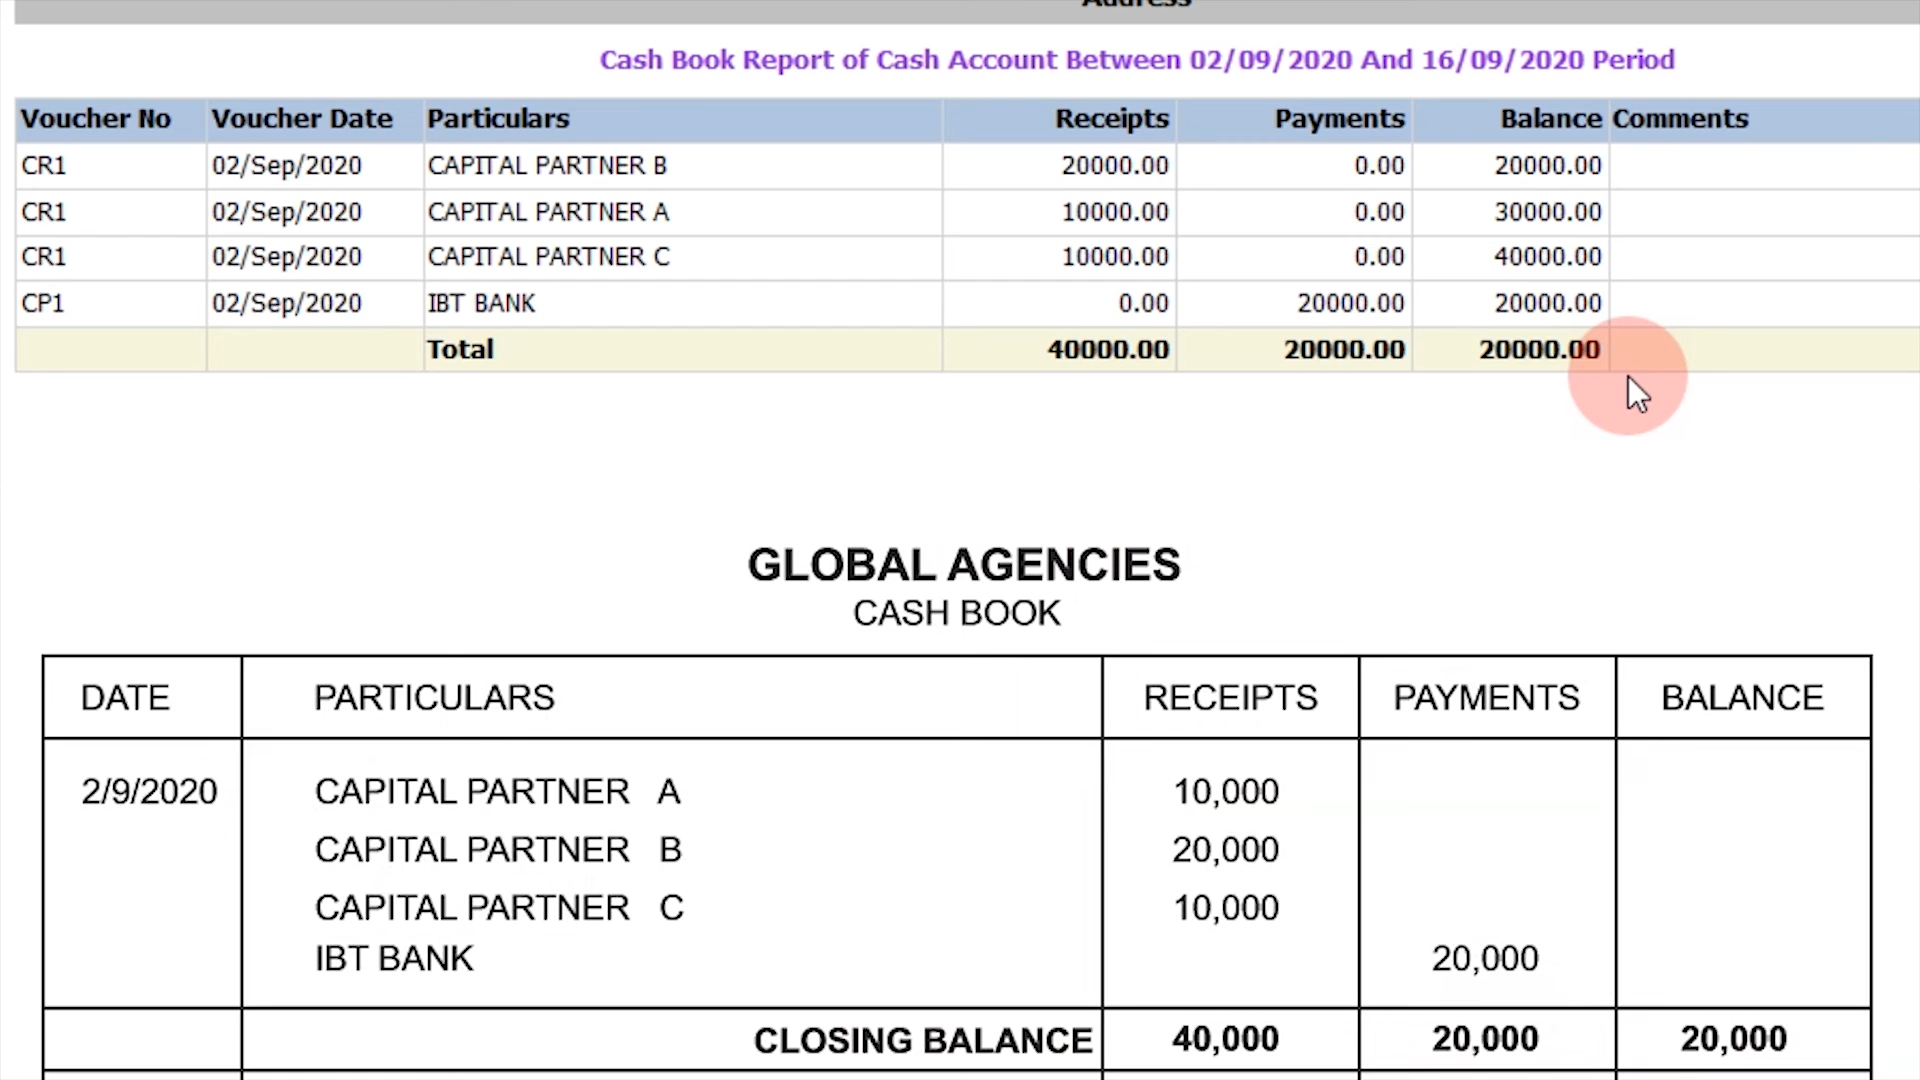 Address
Cash Book Report of Cash Account Between 02/09/2020 And 16/09/2020 Period
Voucher No Voucher Date Particulars Receipts Payments Balance Comments
CR1 02/Sep/2020 CAPITAL PARTNER B 20000.00 0.00 20000.00
CR1 02/Sep/2020 CAPITAL PARTNER A 10000.00 0.00 30000.00
CR1 02/Sep/2020 CAPITAL PARTNER C 10000.00 0.00 40000.00
CP1 02/Sep/2020 IBT BANK 0.00 20000.00 20000.00
Total 40000.00 20000.00 20000.00
GLOBAL AGENCIES
CASH BOOK
DATE PARTICULARS RECEIPTS PAYMENTS BALANCE
2/9/2020 CAPITAL PARTNER A 10,000
CAPITAL PARTNER B 20,000
CAPITAL PARTNER C 10,000
IBT BANK 20,000
CLOSING BALANCE 40,000 20,000 20,000